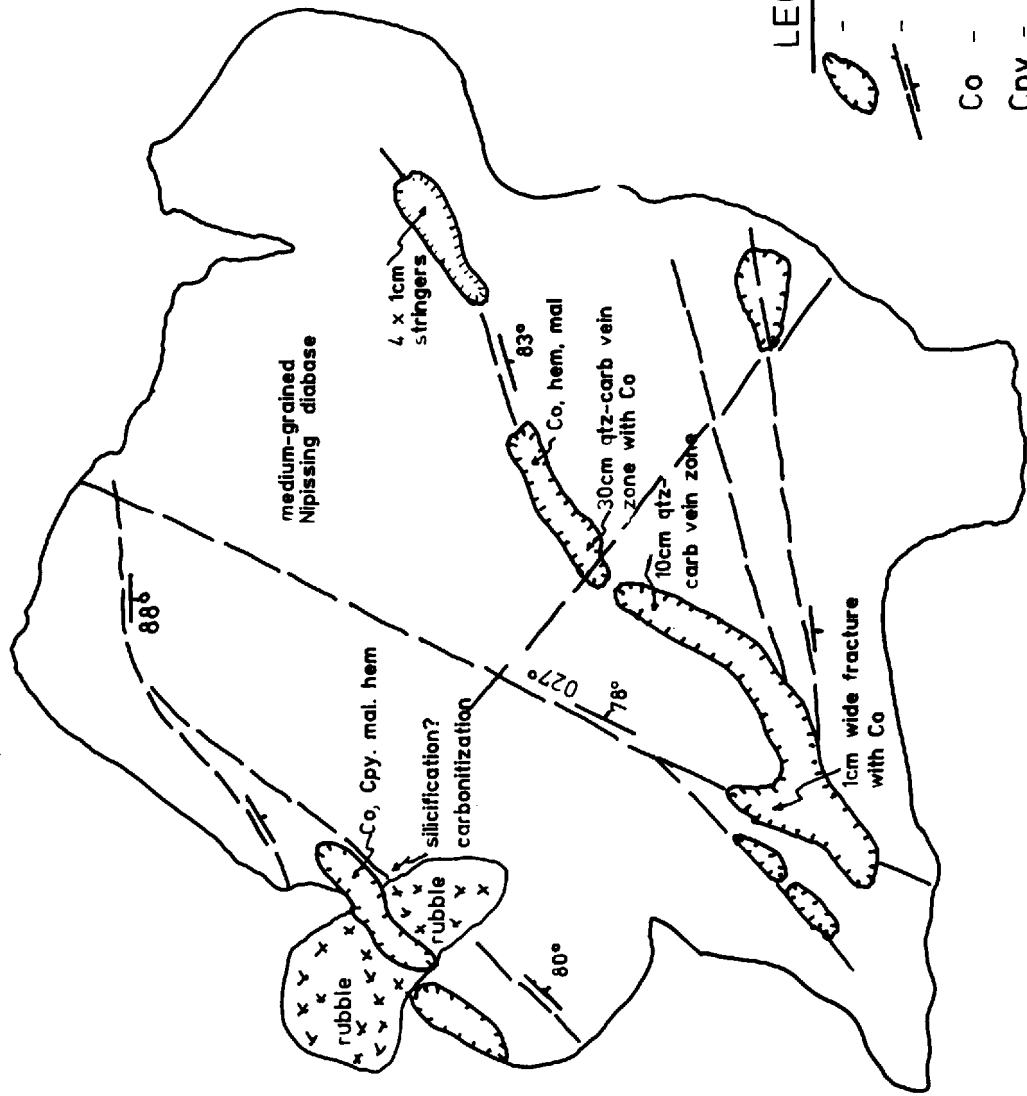 LEG
-
-
Co -
Cpy -
4 x 1cm
stringers
83°
Co, hem, mal
medium-grained
Nipissing diabase
30cm qtz-carb vein
zone with Co
10cm qtz-
carb vein zone
88°
027°
78°
Co, Cpy. mal. hem
silicification?
carbonitization
rubble
rubble
80°
1cm wide fracture
with Co